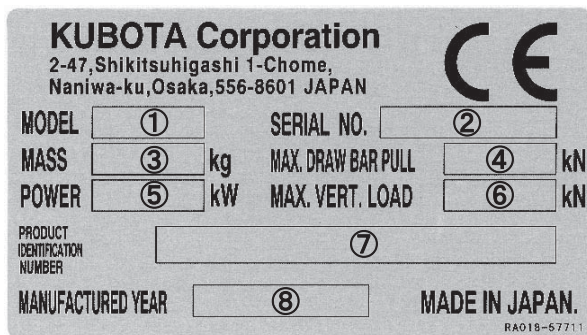 KUBOTA Corporation
2-47,Shikitsuhigashi 1-Chome,
Naniwa-ku,Osaka,556-8601 JAPAN
CE
MODEL ① SERIAL NO. ②
MASS ③ kg MAX. DRAW BAR PULL ④ kN
POWER ⑤ kW MAX. VERT. LOAD ⑥ kN
PRODUCT
IDENTIFICATION
NUMBER
⑦
MANUFACTURED YEAR ⑧ MADE IN JAPAN.
RA018-57711